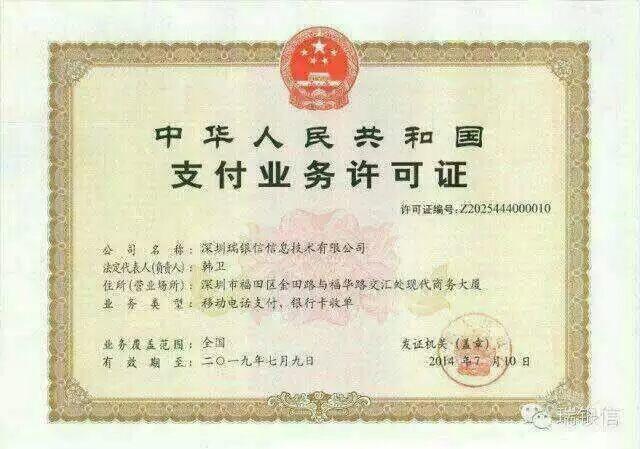 中华人民共和国
支付业务许可证
许可证编号:Z2025444000010
公司名称:深圳瑞银信信息技术有限公司
法定代表人(负责人):韩卫
住所(营业场所):深圳市福田区金田路与福华路交汇处现代商务大厦
业务类型:移动电话支付、银行卡收单
业务覆盖范围:全国
发证机关(盖章)
有效期至:二〇一九年七月九日
2014年7月10日
瑞银信